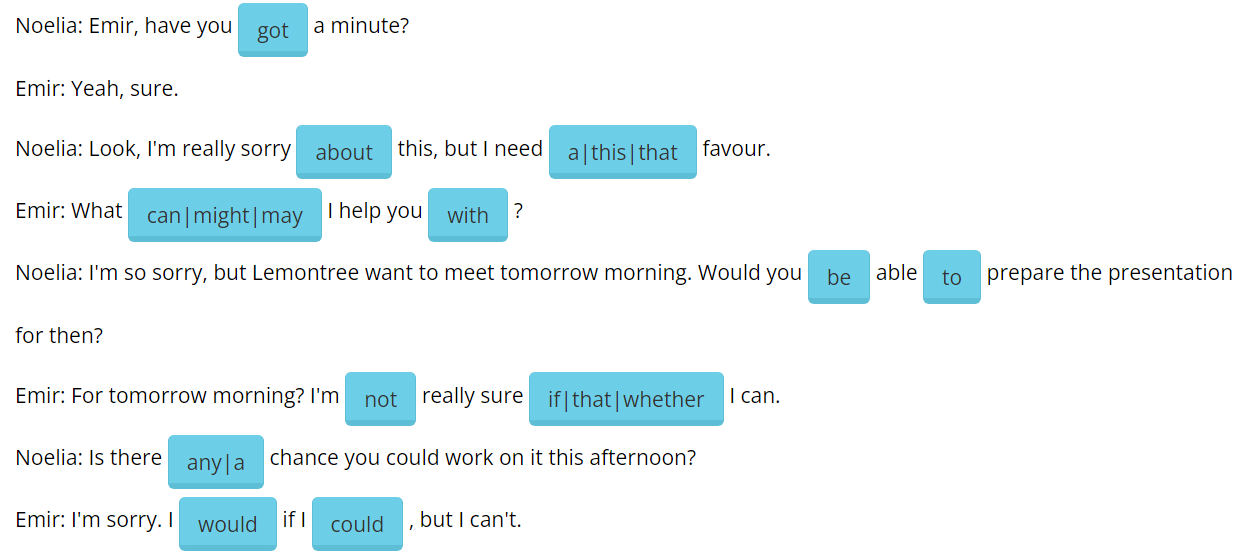 Noelia: Emir, have you got a minute?
Emir: Yeah, sure.
Noelia: Look, I'm really sorry about this, but I need a|this|that favour.
Emir: What can|might|may I help you with ?
Noelia: I'm so sorry, but Lemontree want to meet tomorrow morning. Would you be able to prepare the presentation
for then?
Emir: For tomorrow morning? I'm not really sure if|that|whether I can.
Noelia: Is there any|a chance you could work on it this afternoon?
Emir: I'm sorry. I would if I could , but I can't.